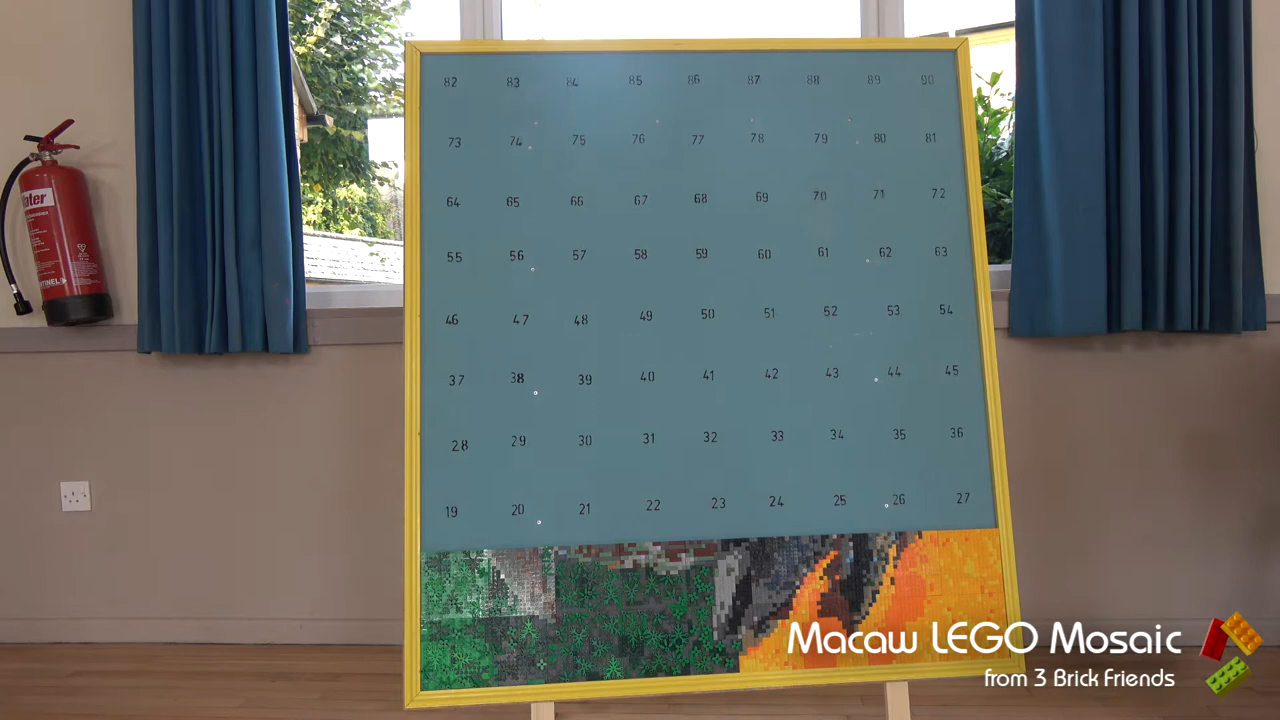 82 83 84 85 86 87 88 89 90
73 74 75 76 77 78 79 80 81
64 65 66 67 68 69 70 71 72
55 56 57 58 59 60 61 62 63
46 47 48 49 50 51 52 53 54
37 38 39 40 41 42 43 44 45
28 29 30 31 32 33 34 35 36
19 20 21 22 23 24 25 26 27
ater
Macaw LEGO Mosaic
from 3 Brick Friends